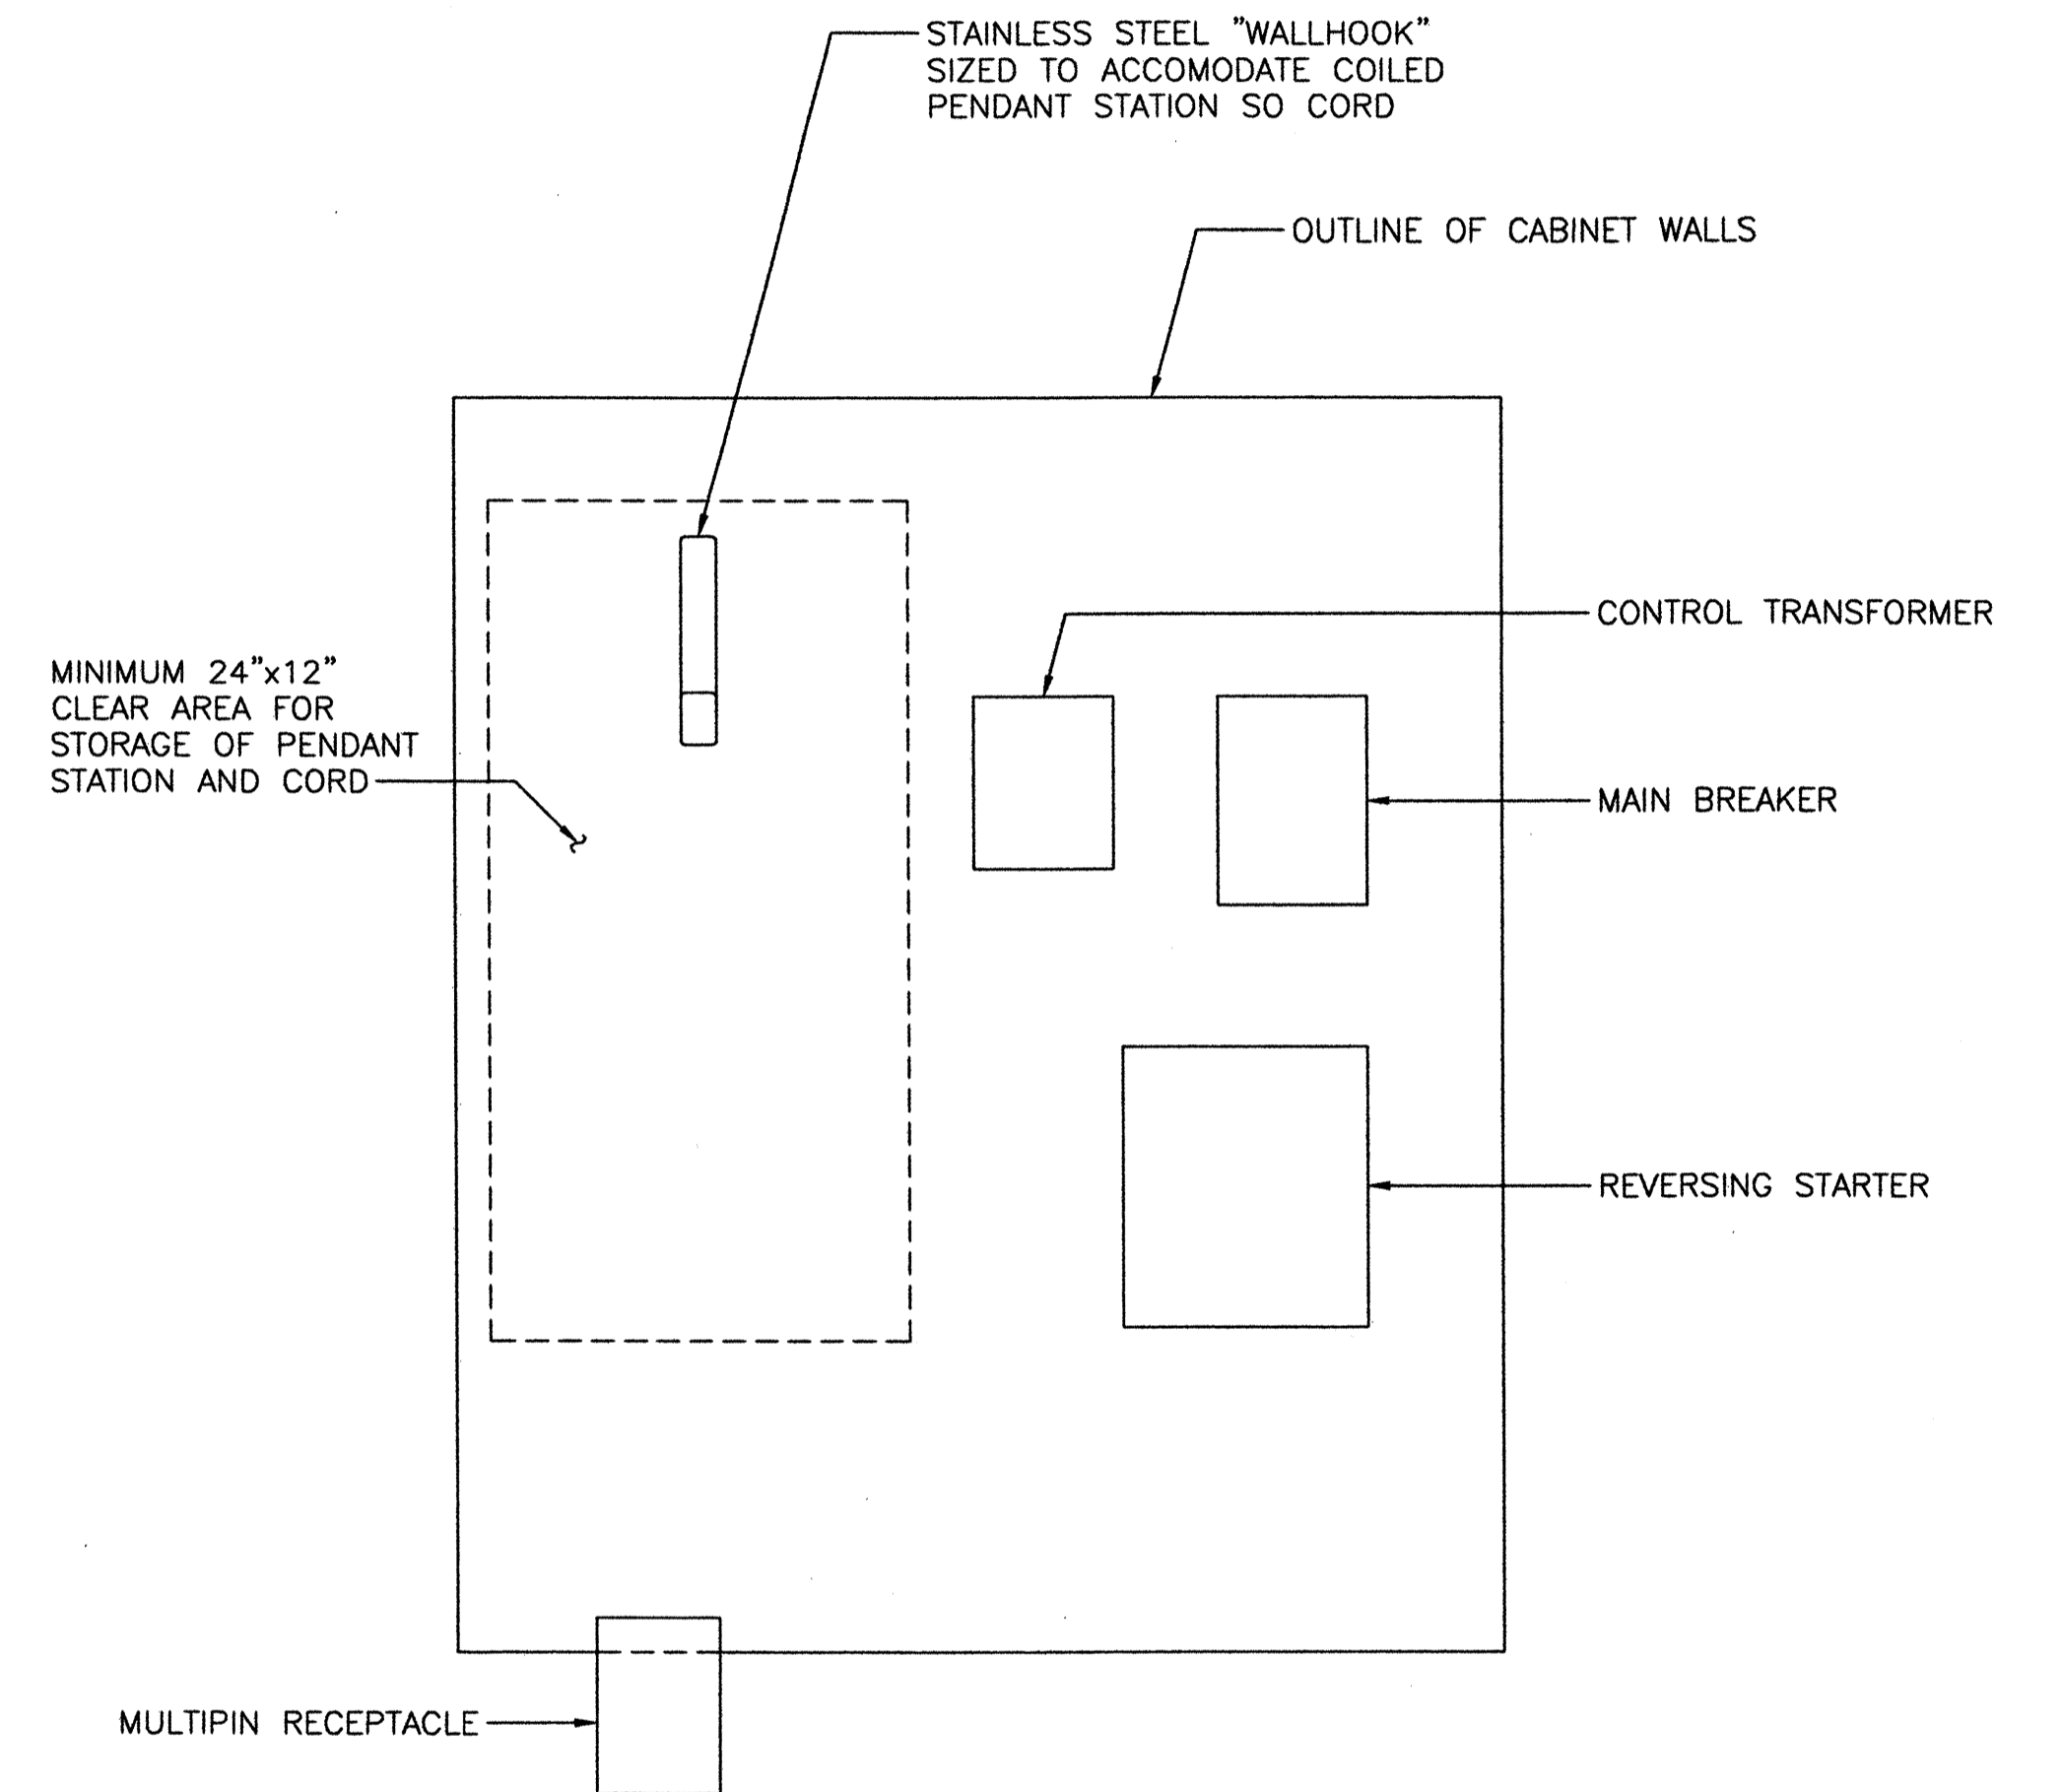 STAINLESS STEEL "WALLHOOK"
SIZED TO ACCOMODATE COILED
PENDANT STATION SO CORD
OUTLINE OF CABINET WALLS
CONTROL TRANSFORMER
MINIMUM 24"x12"
CLEAR AREA FOR
STORAGE OF PENDANT
STATION AND CORD
MAIN BREAKER
REVERSING STARTER
MULTIPIN RECEPTACLE